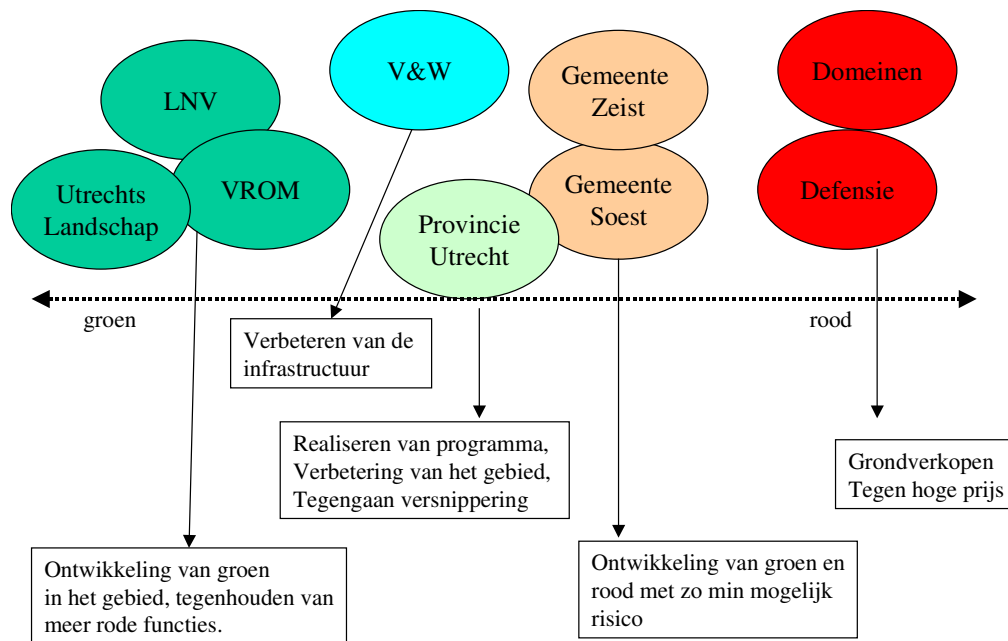 LNV
V&W
Gemeente
Zeist
Domeinen
Utrechts
Landschap
VROM
Provincie
Utrecht
Gemeente
Soest
Defensie
groen
rood
Verbeteren van de
infrastructuur
Realiseren van programma,
Verbetering van het gebied,
Tegengaan versnippering
Grondverkopen
Tegen hoge prijs
Ontwikkeling van groen
in het gebied, tegenhouden van
meer rode functies.
Ontwikkeling van groen en
rood met zo min mogelijk
risico